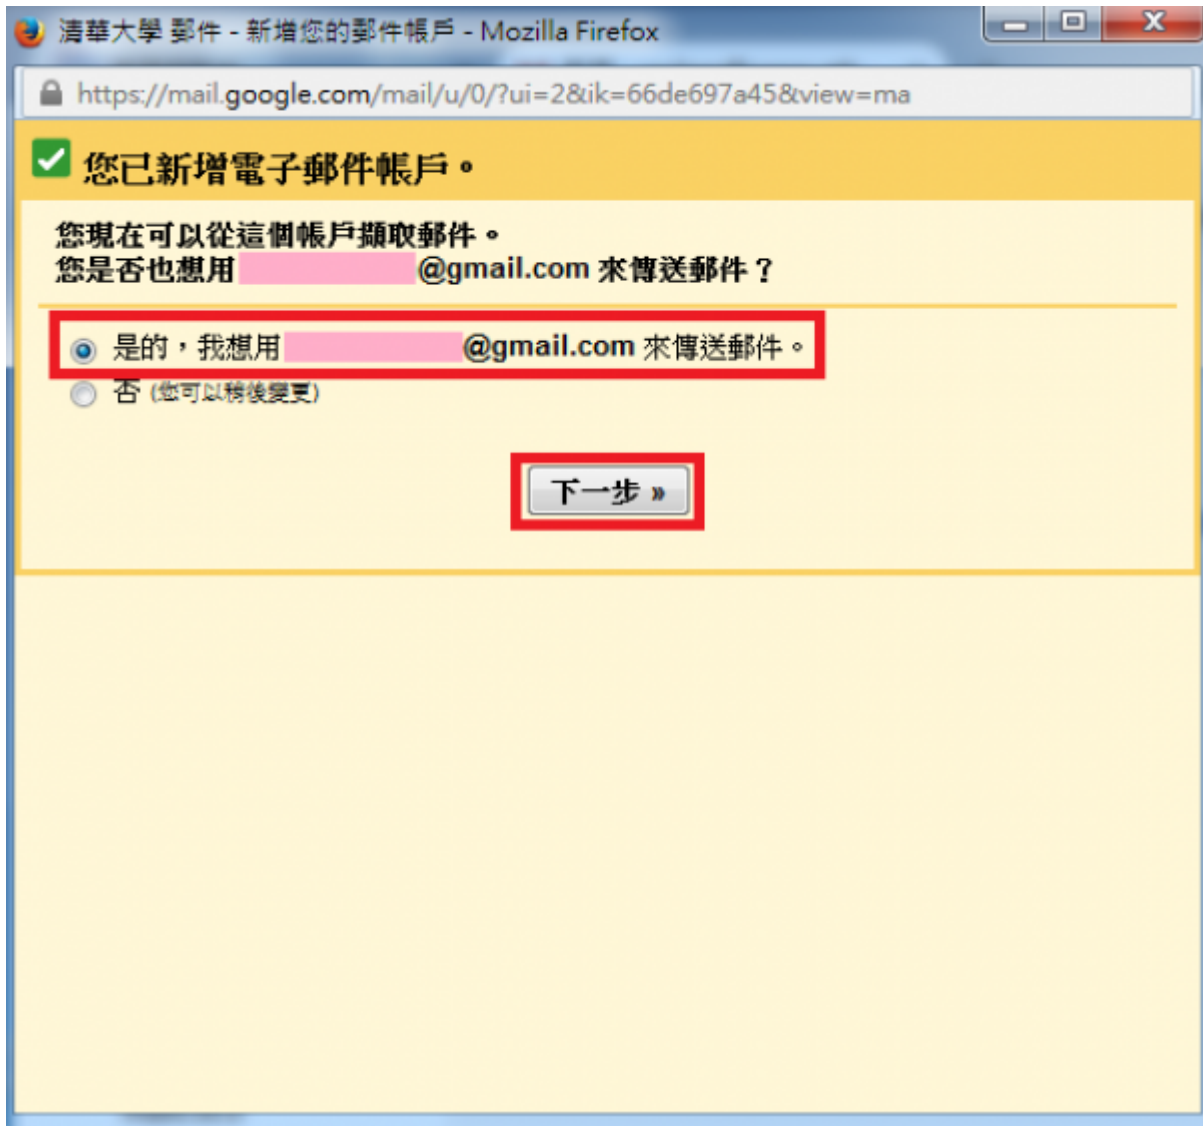 清華大學 郵件 - 新增您的郵件帳戶 - Mozilla Firefox
https://mail.google.com/mail/u/0/?ui=2&ik=66de697a45&view=ma
您已新增電子郵件帳戶。
您現在可以從這個帳戶擷取郵件。
您是否也想用 @gmail.com 來傳送郵件？
是的，我想用 @gmail.com 來傳送郵件。
否 (您可以稍後變更)
下一步 »